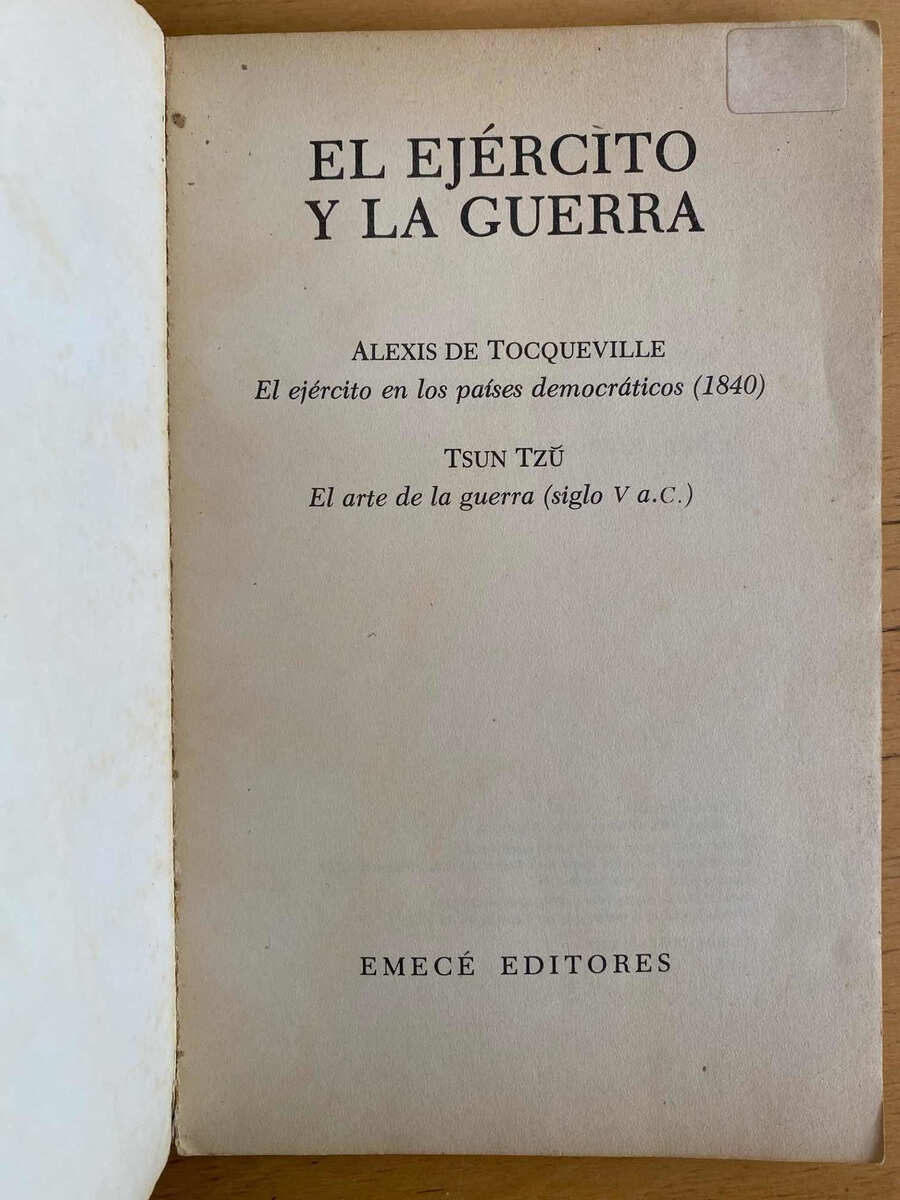 EL EJÉRCITO
Y LA GUERRA
ALEXIS DE TOCQUEVILLE
El ejército en los países democráticos (1840)
TSUN TZŬ
El arte de la guerra (siglo V a.C.)
EMECÉ EDITORES